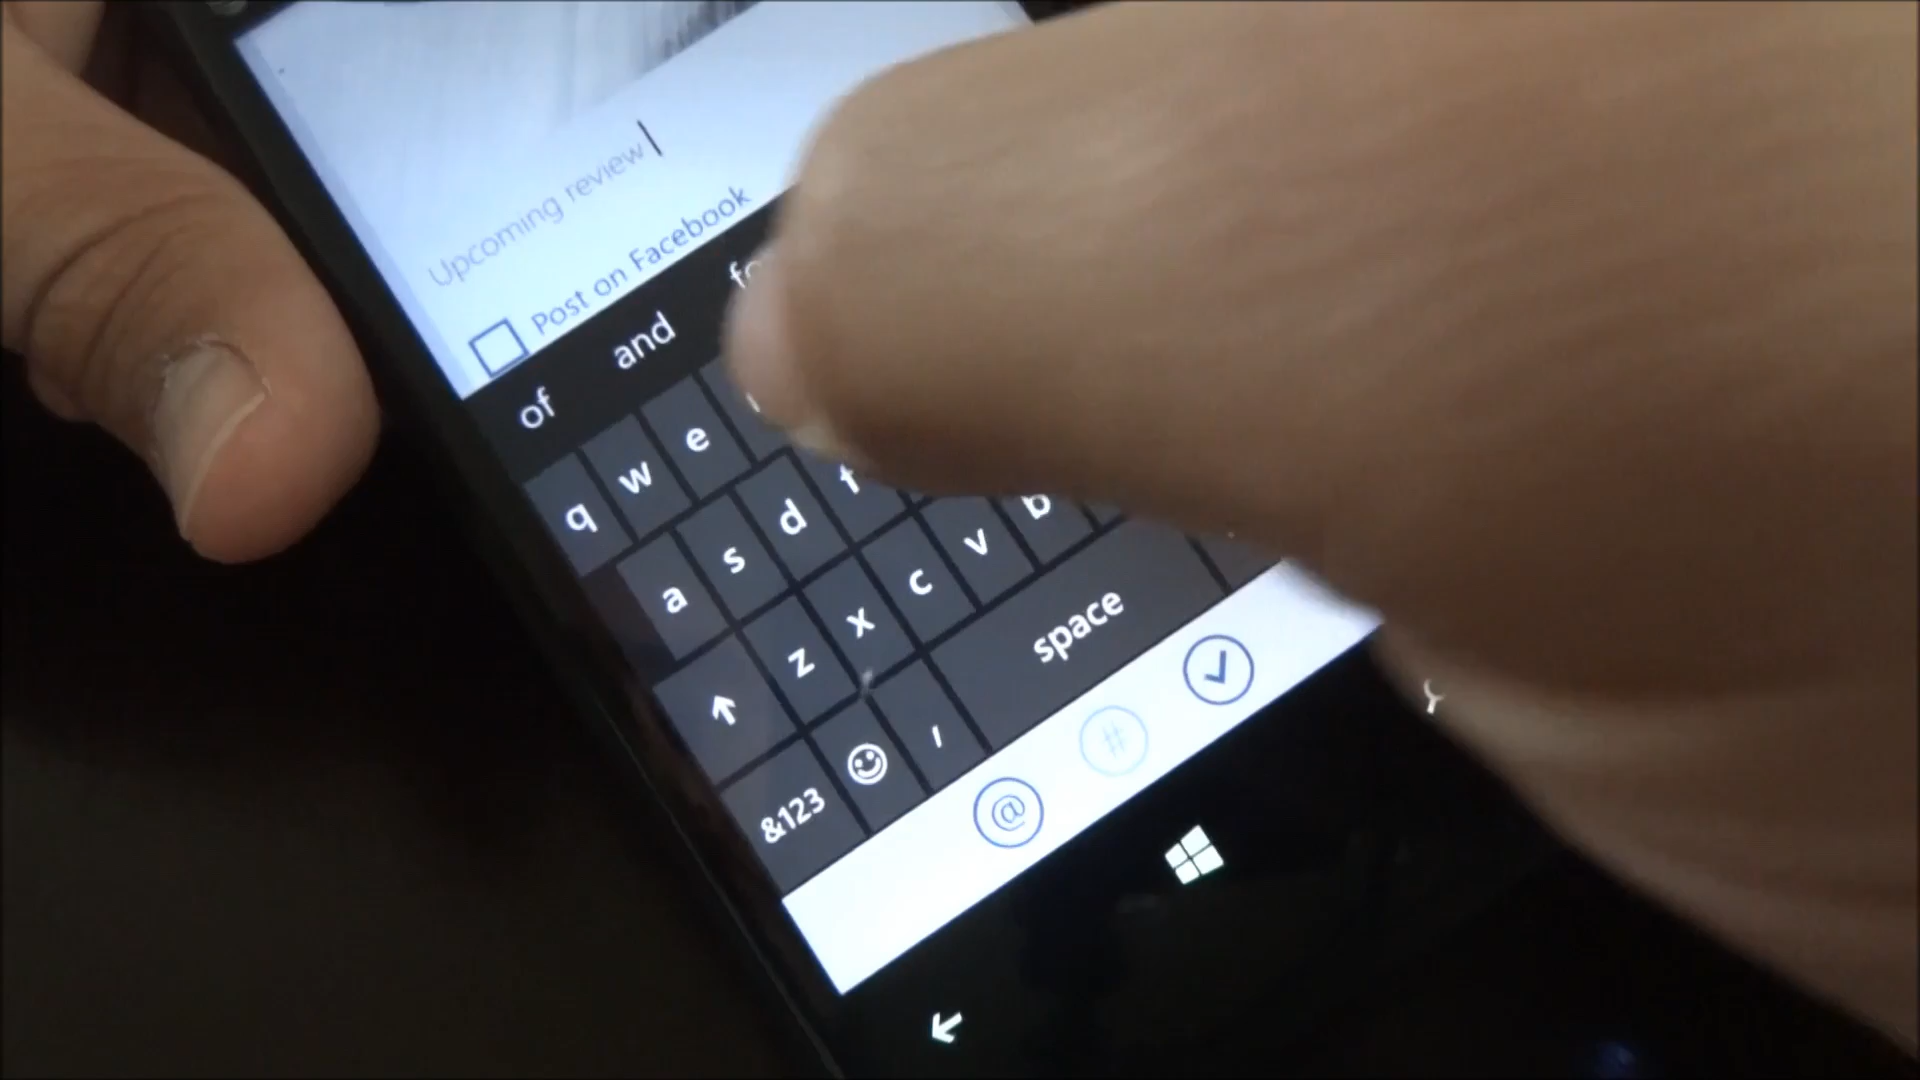 Upcoming review
Post on Facebook
of and
q w e
a s d f
z x c v b
&123 , space
@ #